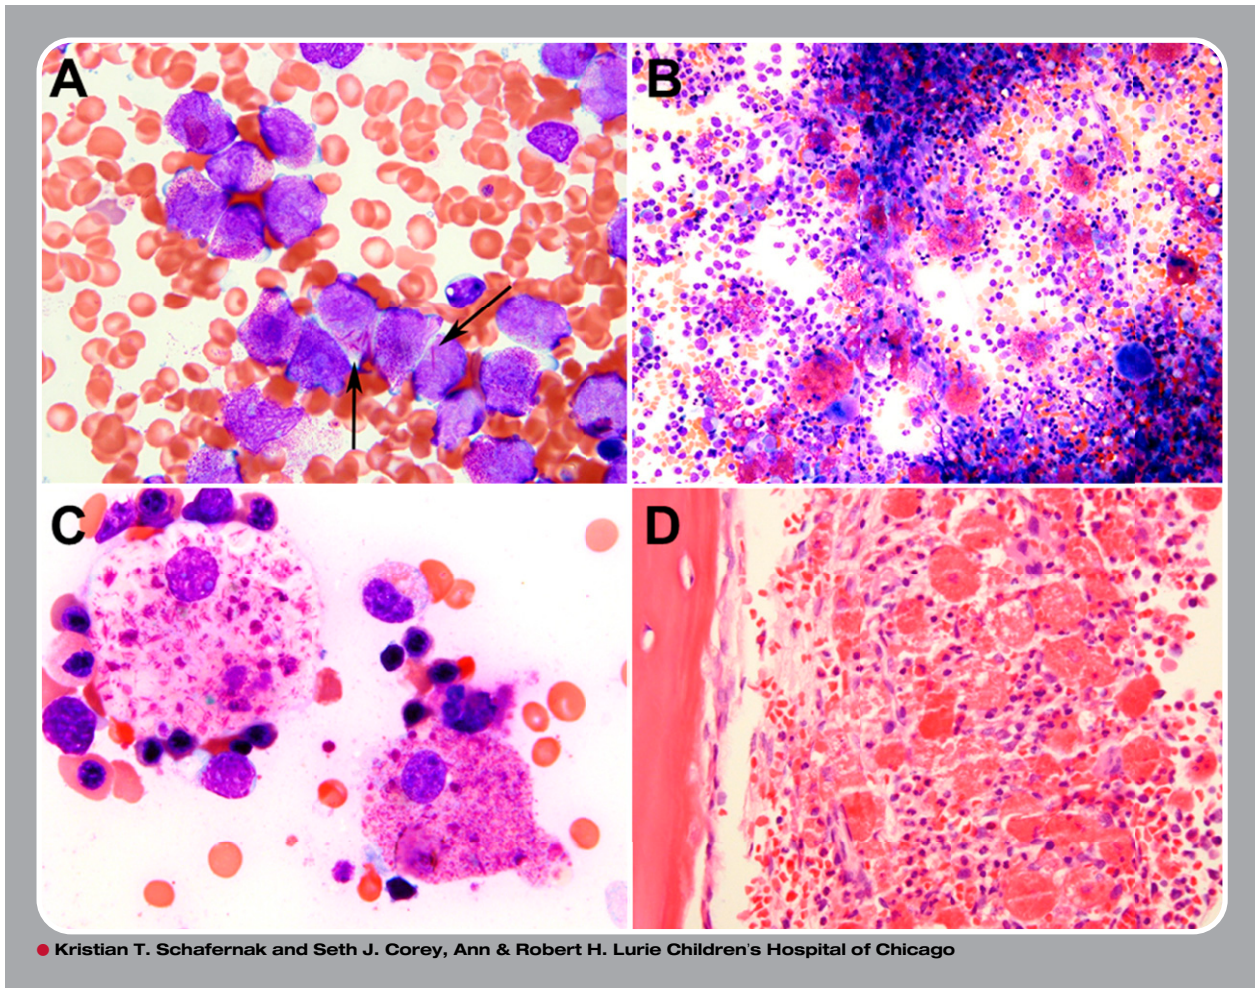 A
B
C
D
Kristian T. Schafernak and Seth J. Corey, Ann & Robert H. Lurie Children's Hospital of Chicago